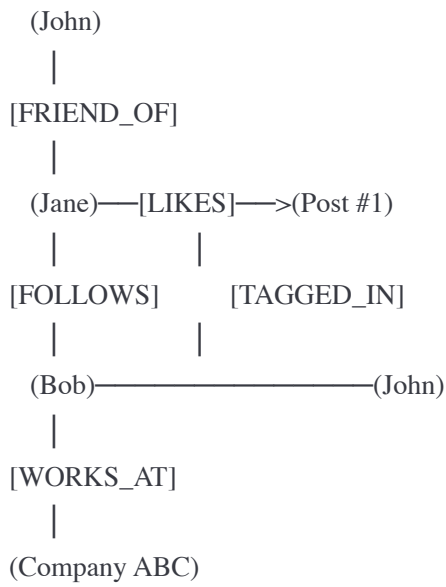 (John)
[FRIEND_OF]
(Jane)──[LIKES]──>(Post #1)
[FOLLOWS] [TAGGED_IN]
(Bob)──────────────(John)
[WORKS_AT]
(Company ABC)